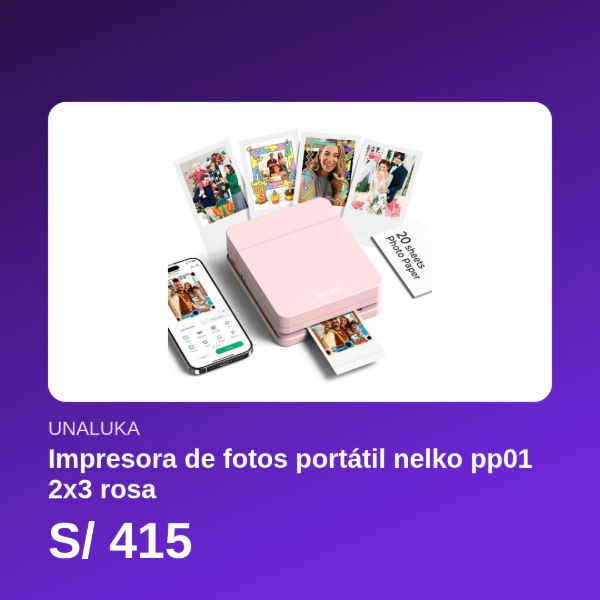 20 sheets
Photo Paper
UNALUKA
Impresora de fotos portátil nelko pp01
2x3 rosa
S/ 415